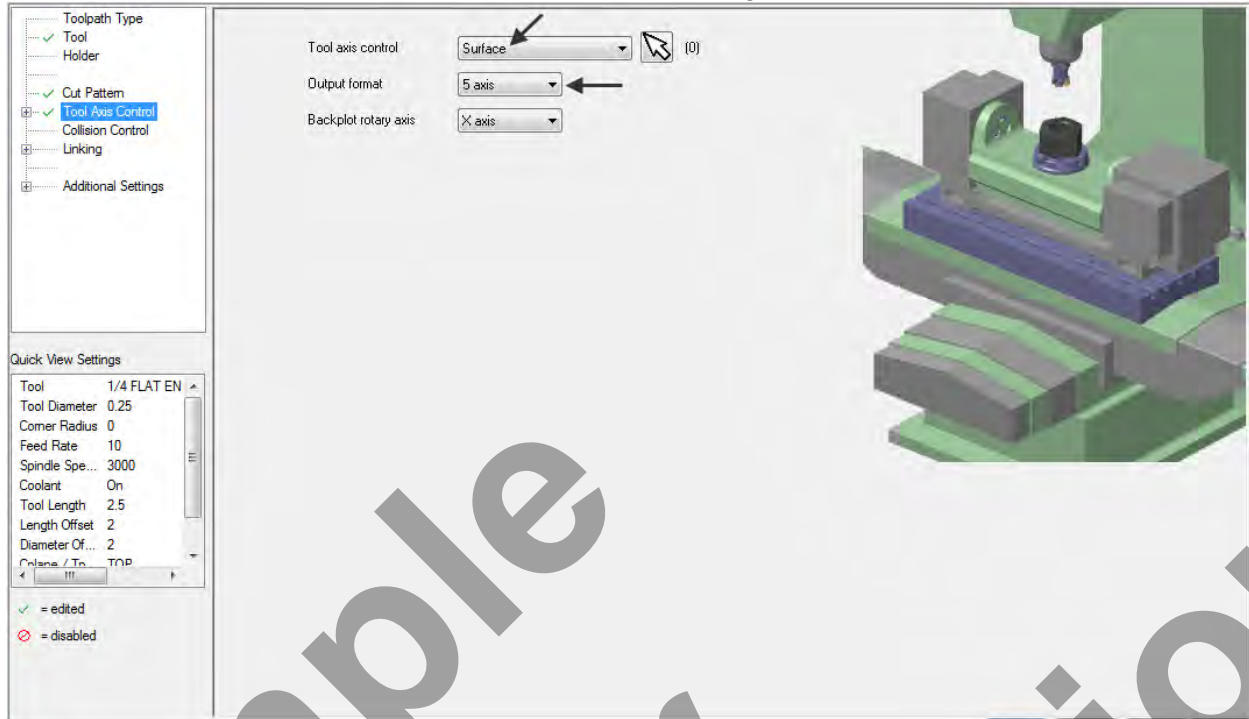 Toolpath Type
Tool
Holder
Cut Pattern
Tool Axis Control
Collision Control
Linking
Additional Settings
Tool axis control Surface (0)
Output format 5 axis
Backplot rotary axis X axis
Quick View Settings
Tool 1/4 FLAT EN
Tool Diameter 0.25
Corner Radius 0
Feed Rate 10
Spindle Spe... 3000
Coolant On
Tool Length 2.5
Length Offset 2
Diameter Of... 2
Cplane / Tp... TOP
= edited
= disabled